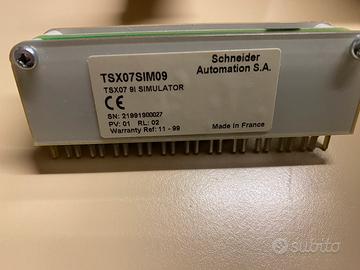 TSX07SIM09
TSX07 9I SIMULATOR
CE
SN: 21991900027
PV: 01 RL: 02
Warranty Ref: 11 - 99
Schneider
Automation S.A.
Made in France
subito